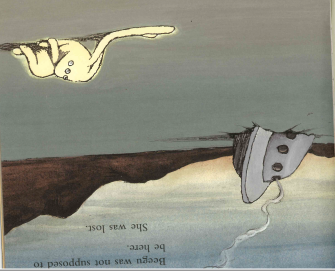 Beegu was not supposed to
be here.
She was lost.